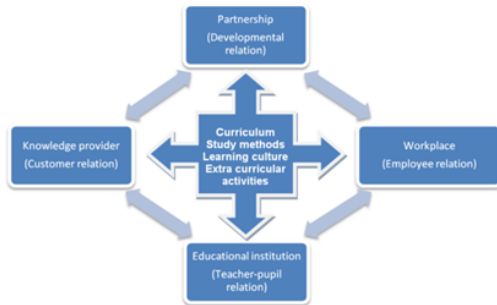 Partnership
(Developmental
relation)
Curriculum
Study methods
Learning culture
Extra curricular
activities
Knowledge provider
(Customer relation)
Workplace
(Employee relation)
Educational institution
(Teacher-pupil
relation)